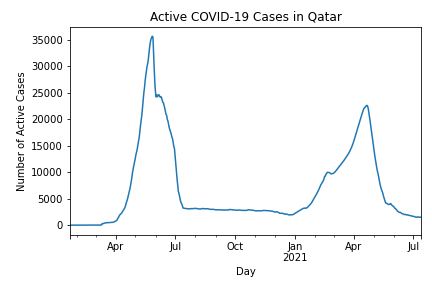 Active COVID-19 Cases in Qatar
Number of Active Cases
35000
30000
25000
20000
15000
10000
5000
0
Apr Jul Oct Jan Apr Jul
2021
Day